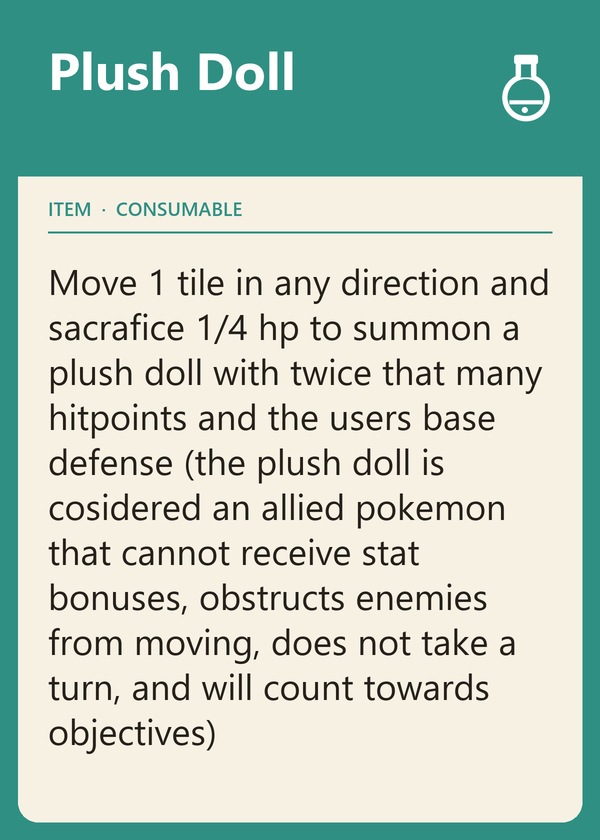 Plush Doll
ITEM · CONSUMABLE
Move 1 tile in any direction and
sacrafice 1/4 hp to summon a
plush doll with twice that many
hitpoints and the users base
defense (the plush doll is
cosidered an allied pokemon
that cannot receive stat
bonuses, obstructs enemies
from moving, does not take a
turn, and will count towards
objectives)